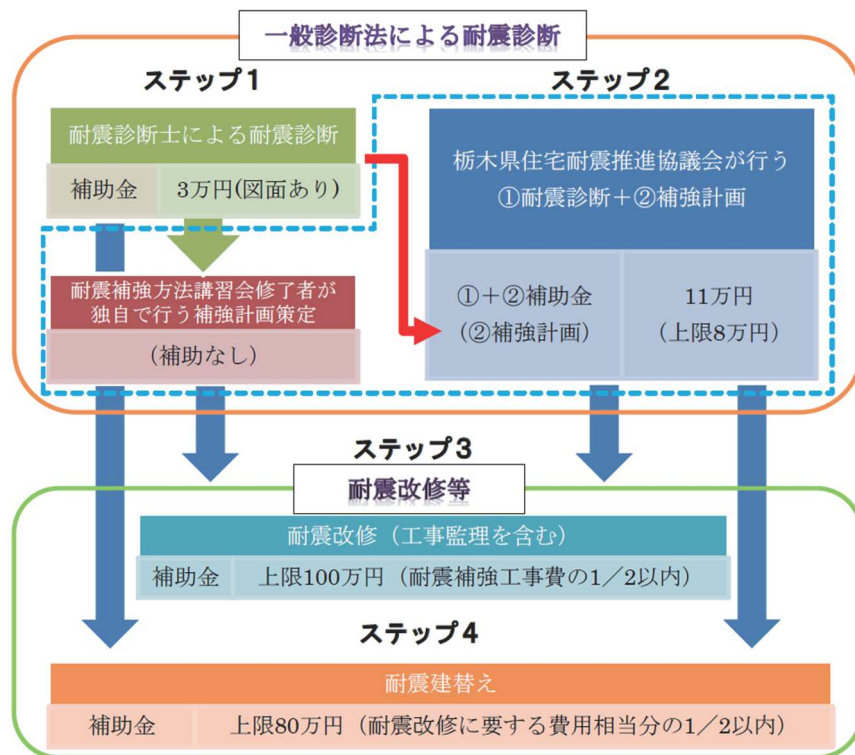 一般診断法による耐震診断
ステップ1
ステップ2
耐震診断士による耐震診断
補助金 3万円(図面あり)
耐震補強方法講習会修了者が
独自で行う補強計画策定
(補助なし)
栃木県住宅耐震推進協議会が行う
①耐震診断＋②補強計画
①＋②補助金 11万円
(②補強計画) (上限8万円)
ステップ3
耐震改修等
耐震改修（工事監理を含む）
補助金 上限100万円（耐震補強工事費の1／2以内）
ステップ4
耐震建替え
補助金 上限80万円（耐震改修に要する費用相当分の1／2以内）